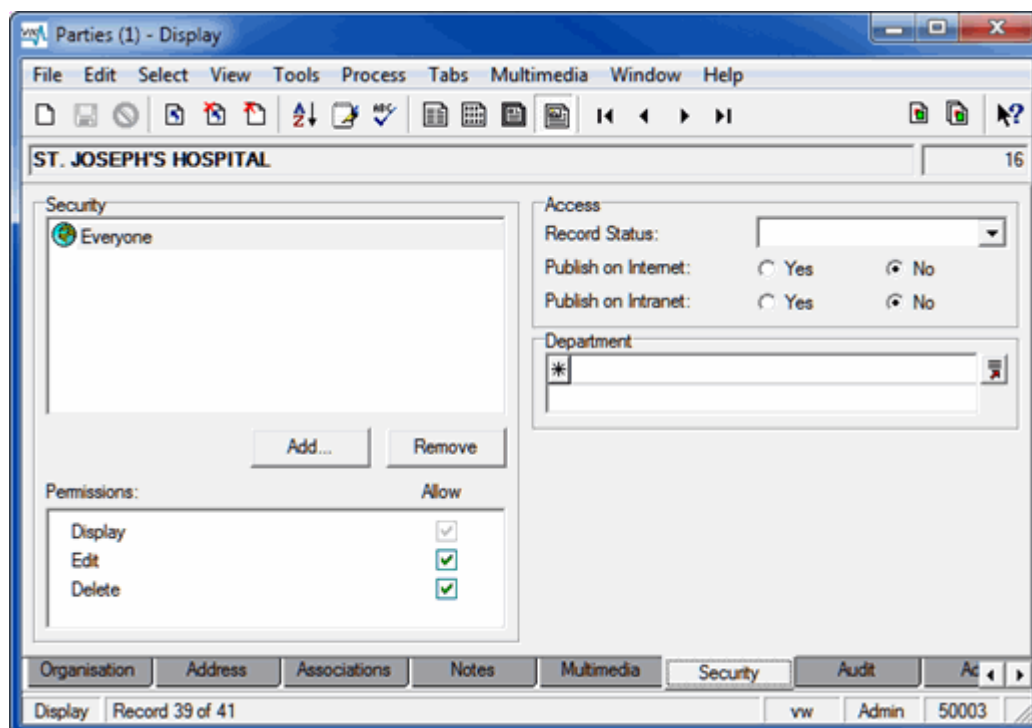 Parties (1) - Display
File Edit Select View Tools Process Tabs Multimedia Window Help
ST. JOSEPH'S HOSPITAL 16
Security
Everyone
Add... Remove
Permissions: Allow
Display
Edit
Delete
Access
Record Status:
Publish on Internet: Yes No
Publish on Intranet: Yes No
Department
Organisation Address Associations Notes Multimedia Security Audit
Display Record 39 of 41 vw Admin 50003